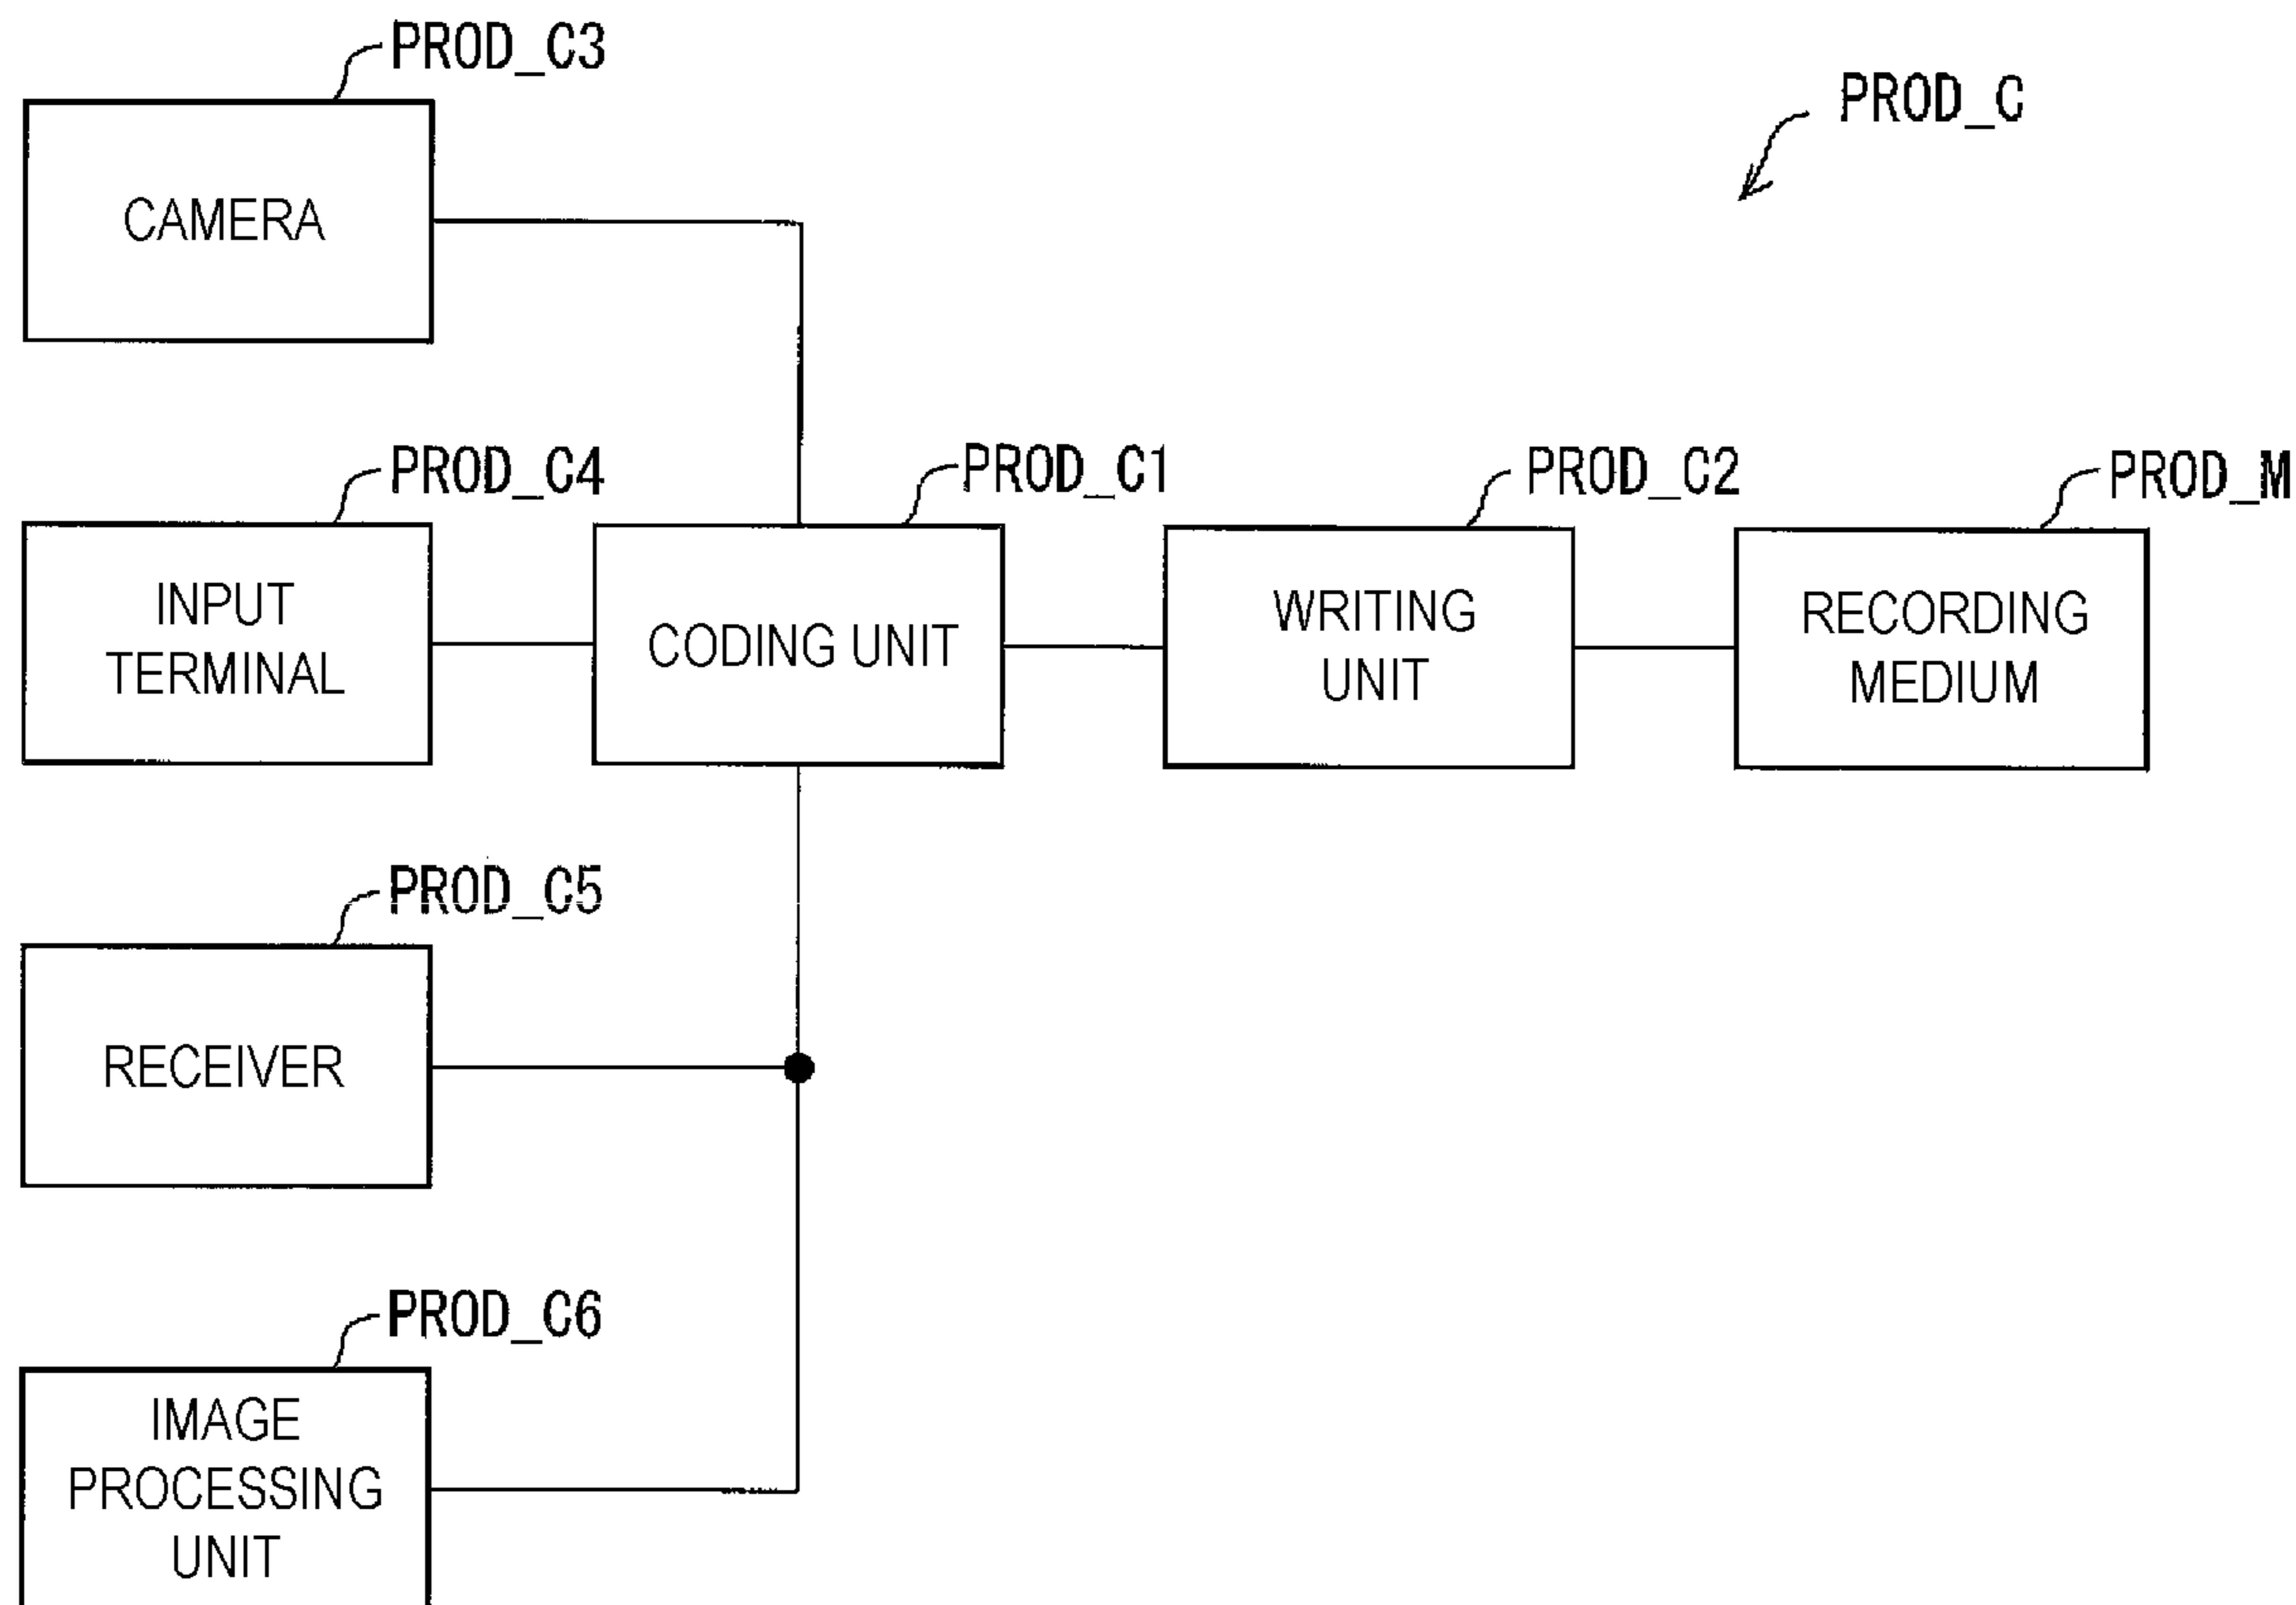 PROD_C3
PROD_C
CAMERA
PROD_C4
PROD_C1
PROD_C2
PROD_M
INPUT
TERMINAL
CODING UNIT
WRITING
UNIT
RECORDING
MEDIUM
PROD_C5
RECEIVER
PROD_C6
IMAGE
PROCESSING
UNIT